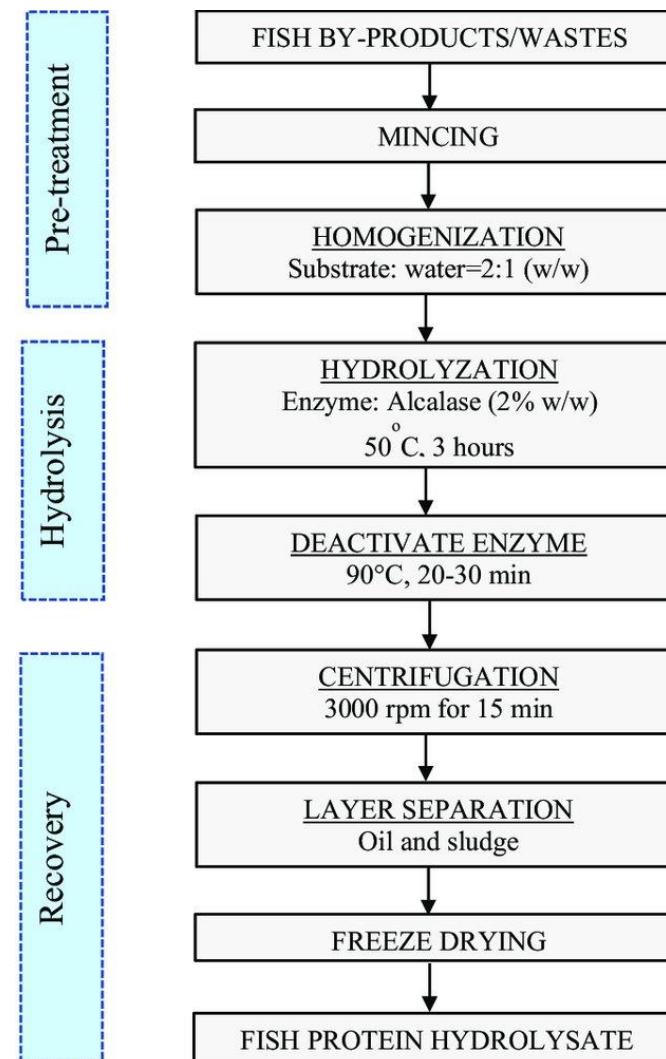 Pre-treatment
FISH BY-PRODUCTS/WASTES
MINCING
HOMOGENIZATION
Substrate: water=2:1 (w/w)
Hydrolysis
HYDROLYZATION
Enzyme: Alcalase (2% w/w)
50°C, 3 hours
DEACTIVATE ENZYME
90°C, 20-30 min
Recovery
CENTRIFUGATION
3000 rpm for 15 min
LAYER SEPARATION
Oil and sludge
FREEZE DRYING
FISH PROTEIN HYDROLYSATE